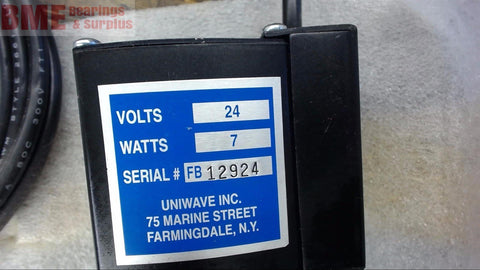 BME Bearings
& Surplus
VOLTS 24
WATTS 7
SERIAL # FB 12924
UNIWAVE INC.
75 MARINE STREET
FARMINGDALE, N.Y.